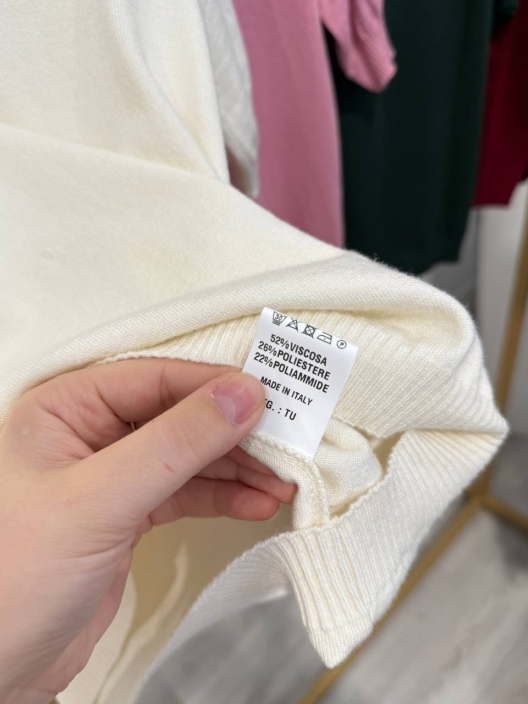 52%VISCOSA
26%POLIESTERE
22%POLIAMMIDE
MADE IN ITALY
G. : TU